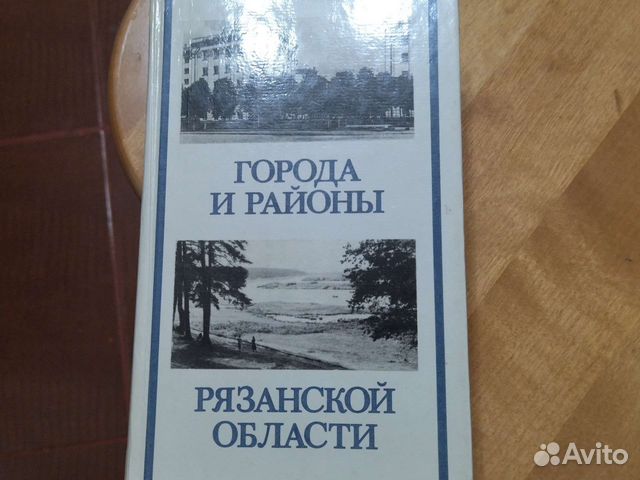 ГОРОДА
И РАЙОНЫ
РЯЗАНСКОЙ
ОБЛАСТИ
Avito